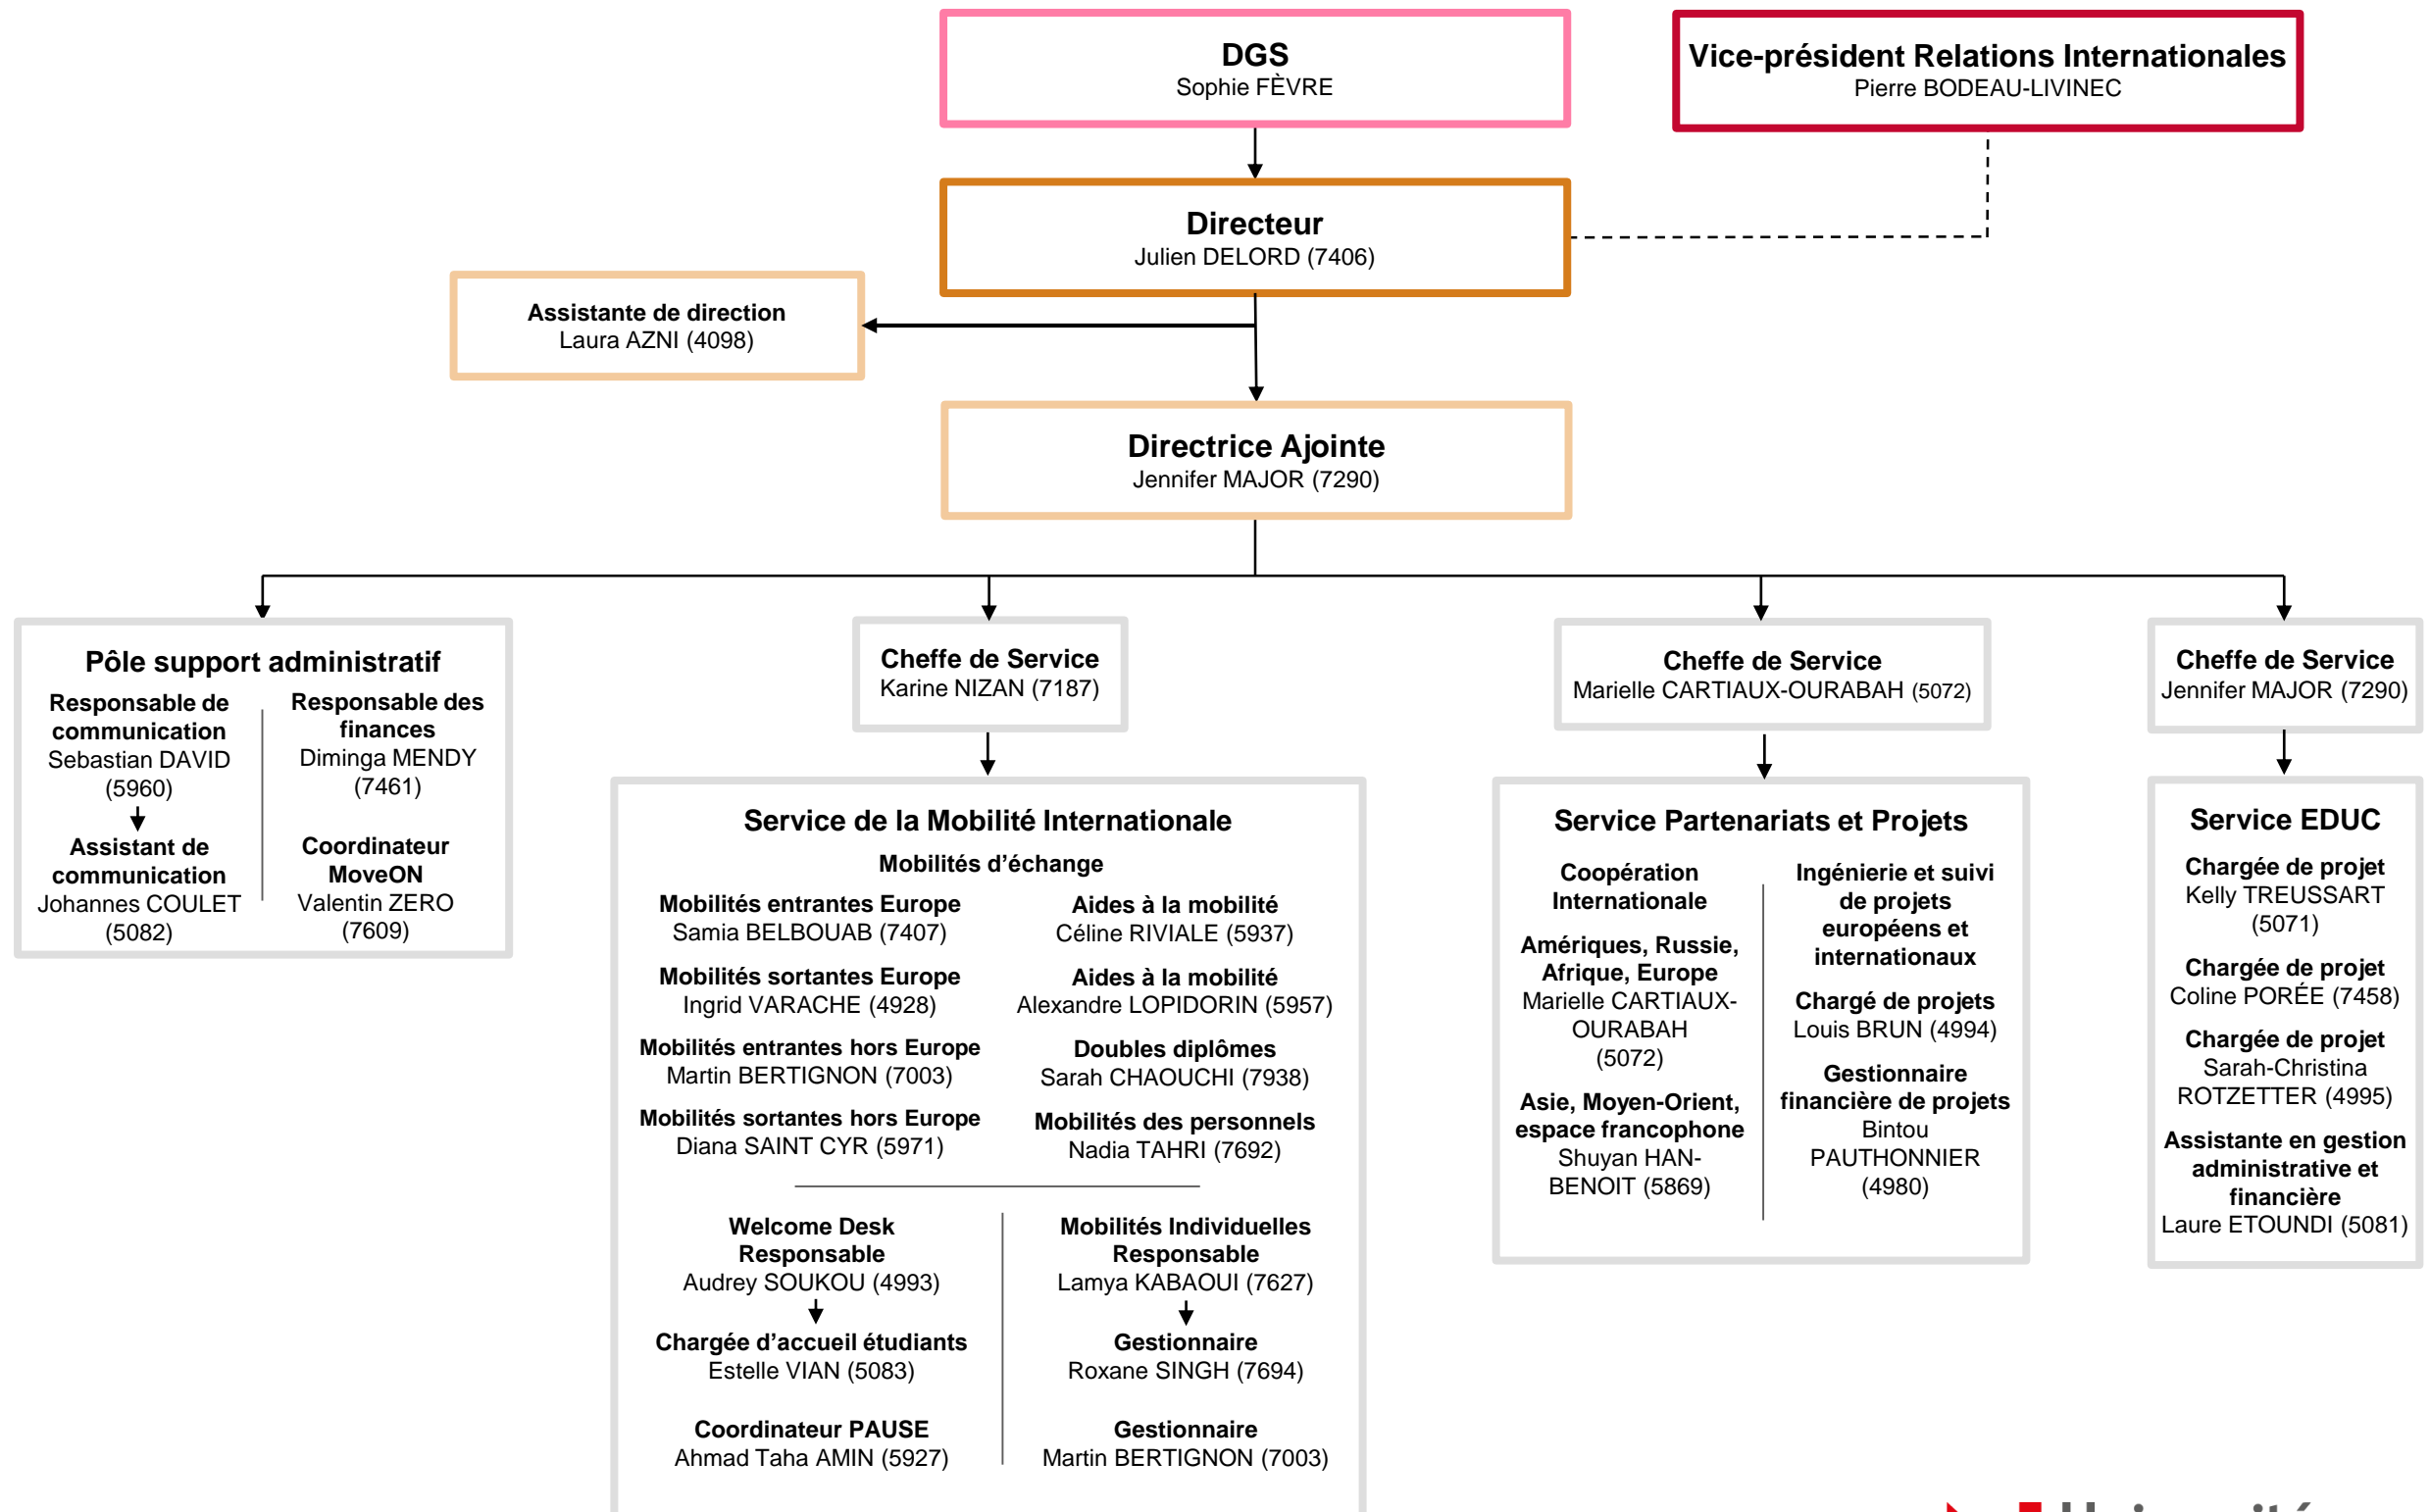 DGS
Sophie FÈVRE
Vice-président Relations Internationales
Pierre BODEAU-LIVINEC
Directeur
Julien DELORD (7406)
Assistante de direction
Laura AZNI (4098)
Directrice Ajointe
Jennifer MAJOR (7290)
Pôle support administratif
Responsable de
communication
Sebastian DAVID
(5960)
Assistant de
communication
Johannes COULET
(5082)
Responsable des
finances
Diminga MENDY
(7461)
Coordinateur
MoveON
Valentin ZERO
(7609)
Cheffe de Service
Karine NIZAN (7187)
Service de la Mobilité Internationale
Mobilités d’échange
Mobilités entrantes Europe
Samia BELBOUAB (7407)
Mobilités sortantes Europe
Ingrid VARACHE (4928)
Mobilités entrantes hors Europe
Martin BERTIGNON (7003)
Mobilités sortantes hors Europe
Diana SAINT CYR (5971)
Aides à la mobilité
Céline RIVIALE (5937)
Aides à la mobilité
Alexandre LOPIDORIN (5957)
Doubles diplômes
Sarah CHAOUCHI (7938)
Mobilités des personnels
Nadia TAHRI (7692)
Welcome Desk
Responsable
Audrey SOUKOU (4993)
Chargée d’accueil étudiants
Estelle VIAN (5083)
Coordinateur PAUSE
Ahmad Taha AMIN (5927)
Mobilités Individuelles
Responsable
Lamya KABAOUI (7627)
Gestionnaire
Roxane SINGH (7694)
Gestionnaire
Martin BERTIGNON (7003)
Cheffe de Service
Marielle CARTIAUX-OURABAH (5072)
Service Partenariats et Projets
Coopération
Internationale
Amériques, Russie,
Afrique, Europe
Marielle CARTIAUX-
OURABAH
(5072)
Asie, Moyen-Orient,
espace francophone
Shuyan HAN-
BENOIT (5869)
Ingénierie et suivi
de projets
européens et
internationaux
Chargé de projets
Louis BRUN (4994)
Gestionnaire
financière de projets
Bintou
PAUTHONNIER
(4980)
Cheffe de Service
Jennifer MAJOR (7290)
Service EDUC
Chargée de projet
Kelly TREUSSART
(5071)
Chargée de projet
Coline PORÉE (7458)
Chargée de projet
Sarah-Christina
ROTZETTER (4995)
Assistante en gestion
administrative et
financière
Laure ETOUNDI (5081)
Université